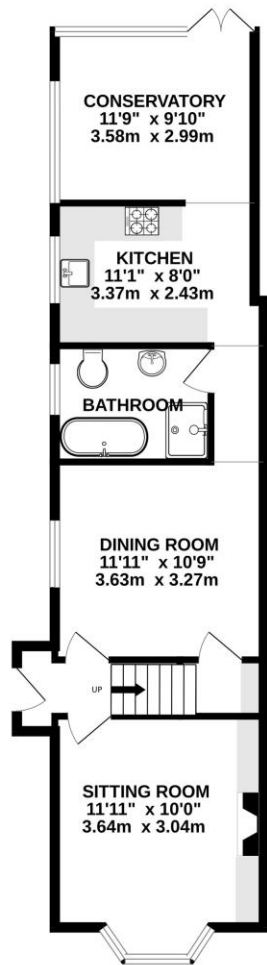 CONSERVATORY
11'9" x 9'10"
3.58m x 2.99m
KITCHEN
11'1" x 8'0"
3.37m x 2.43m
BATHROOM
DINING ROOM
11'11" x 10'9"
3.63m x 3.27m
UP
SITTING ROOM
11'11" x 10'0"
3.64m x 3.04m